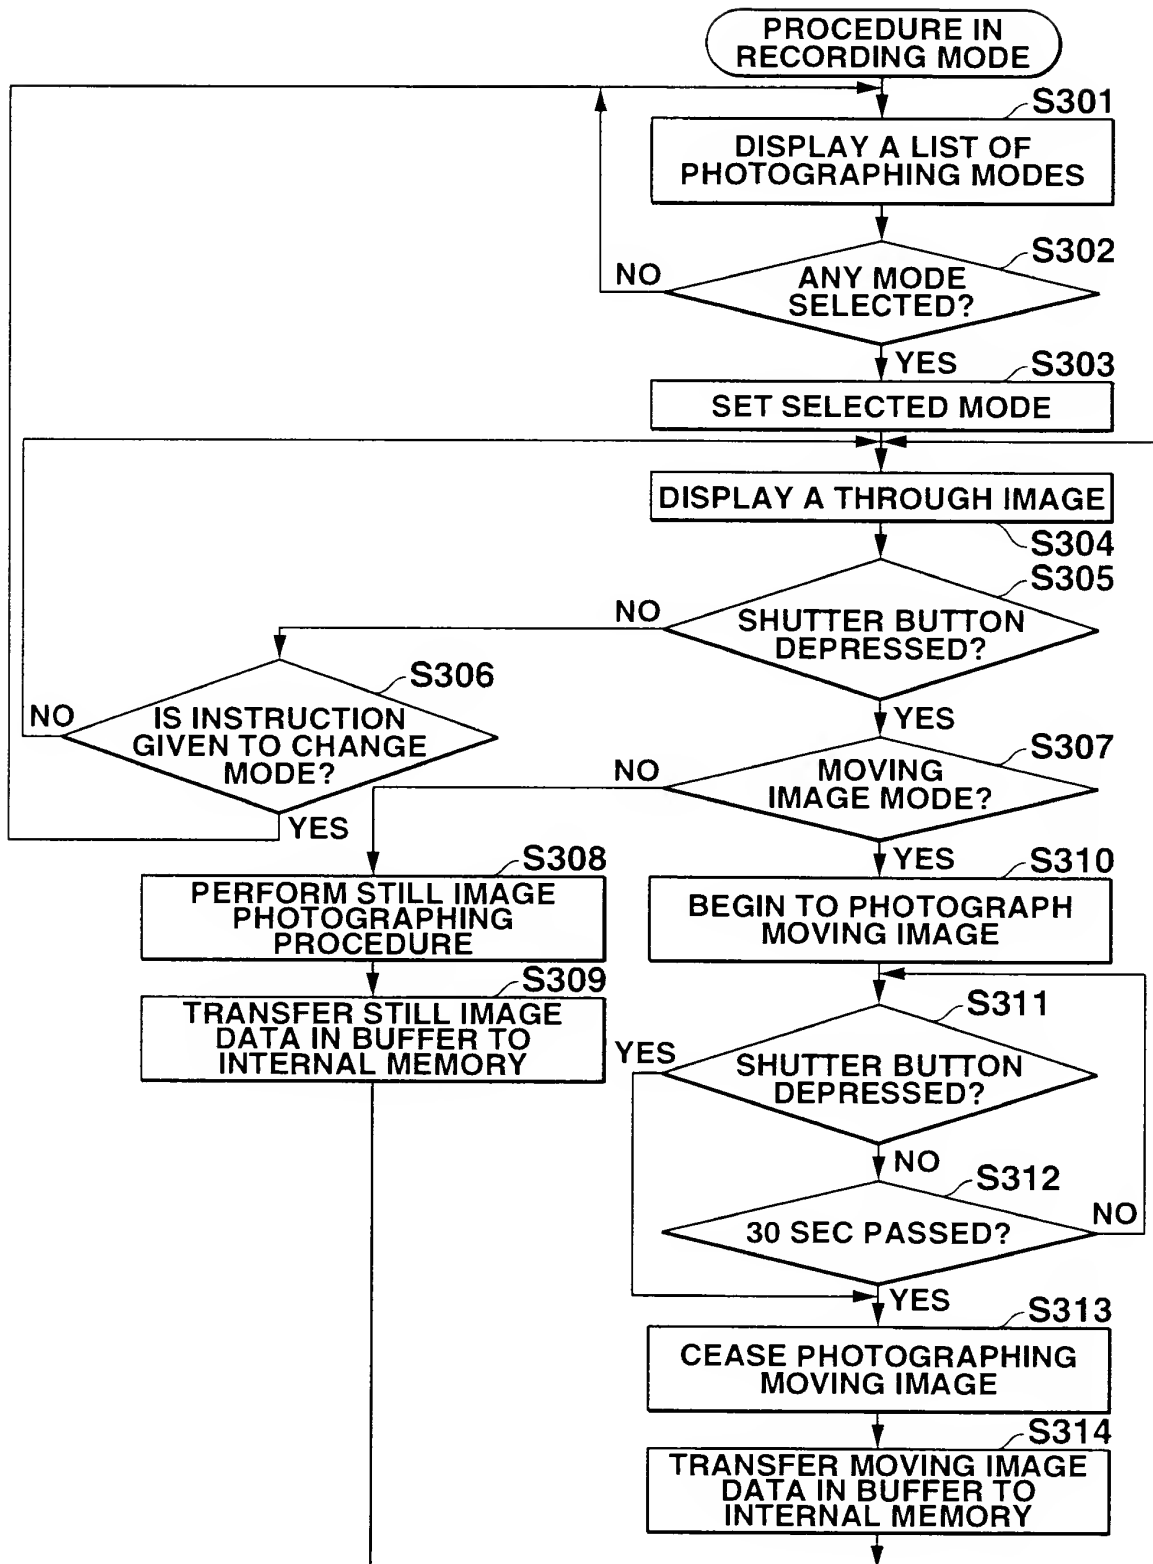 PROCEDURE IN
RECORDING MODE
S301
DISPLAY A LIST OF
PHOTOGRAPHING MODES
S302
NO
ANY MODE
SELECTED?
YES
S303
SET SELECTED MODE
DISPLAY A THROUGH IMAGE
S304
S305
NO
SHUTTER BUTTON
DEPRESSED?
S306
YES
NO
IS INSTRUCTION
GIVEN TO CHANGE
MODE?
S307
NO
MOVING
IMAGE MODE?
YES
YES
S308
S310
PERFORM STILL IMAGE
PHOTOGRAPHING
PROCEDURE
BEGIN TO PHOTOGRAPH
MOVING IMAGE
S309
TRANSFER STILL IMAGE
DATA IN BUFFER TO
INTERNAL MEMORY
S311
YES
SHUTTER BUTTON
DEPRESSED?
NO
S312
30 SEC PASSED?
NO
YES
S313
CEASE PHOTOGRAPHING
MOVING IMAGE
S314
TRANSFER MOVING IMAGE
DATA IN BUFFER TO
INTERNAL MEMORY